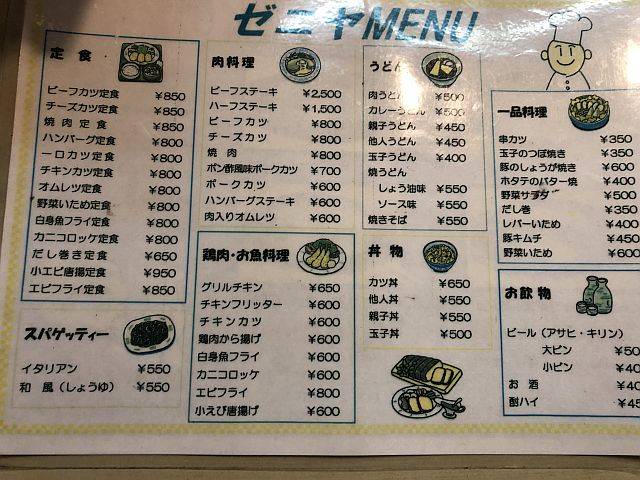 ゼニヤMENU
定食
ビーフカツ定食 ¥850
チーズカツ定食 ¥850
焼肉定食 ¥850
ハンバーグ定食 ¥800
一口カツ定食 ¥800
チキンカツ定食 ¥800
オムレツ定食 ¥800
野菜いため定食 ¥800
白身魚フライ定食 ¥800
カニコロッケ定食 ¥800
だし巻き定食 ¥650
小エビ唐揚定食 ¥950
エビフライ定食 ¥850
スパゲッティー
イタリアン ¥550
和風(しょうゆ) ¥550
肉料理
ビーフステーキ ¥2,500
ハーフステーキ ¥1,500
ビーフカツ ¥800
チーズカツ ¥800
焼肉 ¥800
ポン酢風味ポークカツ ¥700
ポークカツ ¥600
ハンバーグステーキ ¥600
肉入りオムレツ ¥600
鶏肉・お魚料理
グリルチキン ¥650
チキンフリッター ¥600
チキンカツ ¥600
鶏肉から揚げ ¥600
白身魚フライ ¥600
カニコロッケ ¥600
エビフライ ¥800
小えび唐揚げ ¥600
うどん
肉うどん ¥500
カレーうどん ¥500
親子うどん ¥450
他人うどん ¥450
玉子うどん ¥400
焼うどん
しょう油味 ¥550
ソース味 ¥550
焼きそば ¥550
丼物
カツ丼 ¥650
他人丼 ¥550
親子丼 ¥550
玉子丼 ¥500
一品料理
串カツ ¥350
玉子のつぼ焼き ¥350
豚のしょうが焼き ¥600
ホタテのバター焼 ¥400
野菜サラダ ¥500
だし巻 ¥350
レバーいため ¥600
豚キムチ ¥450
野菜いため ¥600
お飲物
ビール(アサヒ・キリン)
大ビン
小ビン
お酒
酎ハイ